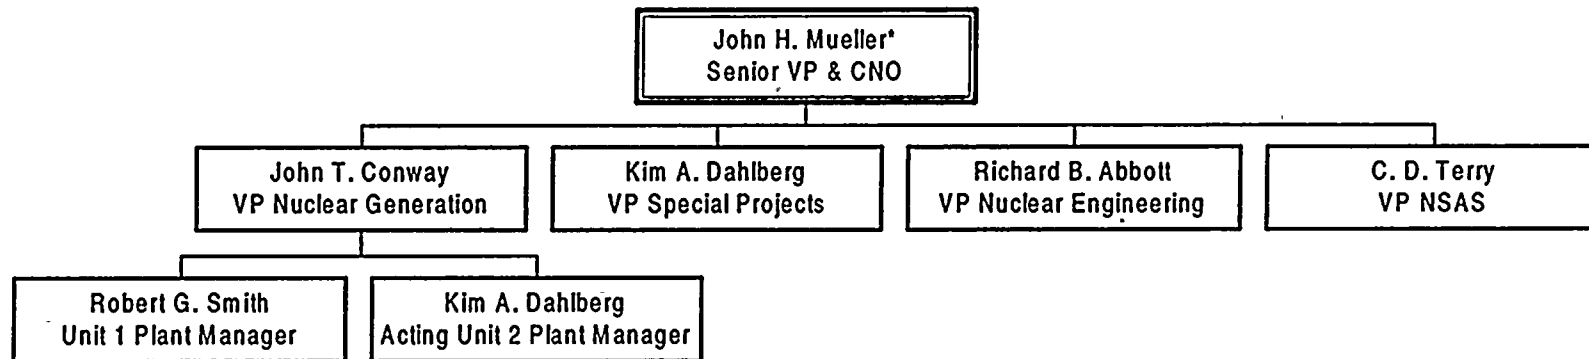 John H. Mueller*
Senior VP & CNO
John T. Conway
VP Nuclear Generation
Kim A. Dahlberg
VP Special Projects
Richard B. Abbott
VP Nuclear Engineering
C. D. Terry
VP NSAS
Robert G. Smith
Unit 1 Plant Manager
Kim A. Dahlberg
Acting Unit 2 Plant Manager